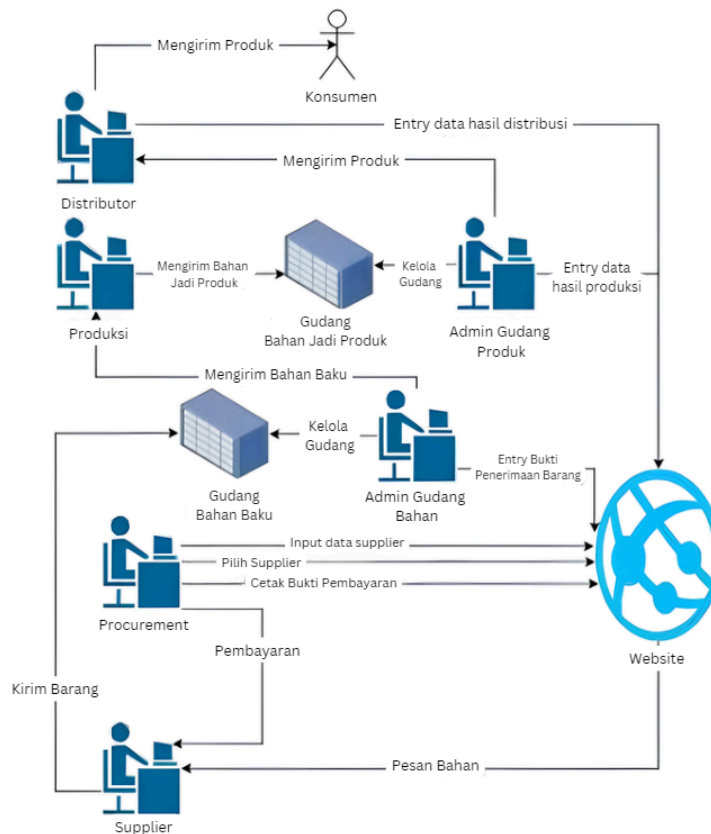 Mengirim Produk
Konsumen
Entry data hasil distribusi
Mengirim Produk
Distributor
Mengirim Bahan
Jadi Produk
Kelola
Gudang
Entry data
hasil produksi
Produksi
Gudang
Bahan Jadi Produk
Admin Gudang
Produk
Mengirim Bahan Baku
Kelola
Gudang
Entry Bukti
Penerimaan Barang
Gudang
Bahan Baku
Admin Gudang
Bahan
Input data supplier
Pilih Supplier
Cetak Bukti Pembayaran
Procurement
Pembayaran
Website
Kirim Barang
Pesan Bahan
Supplier